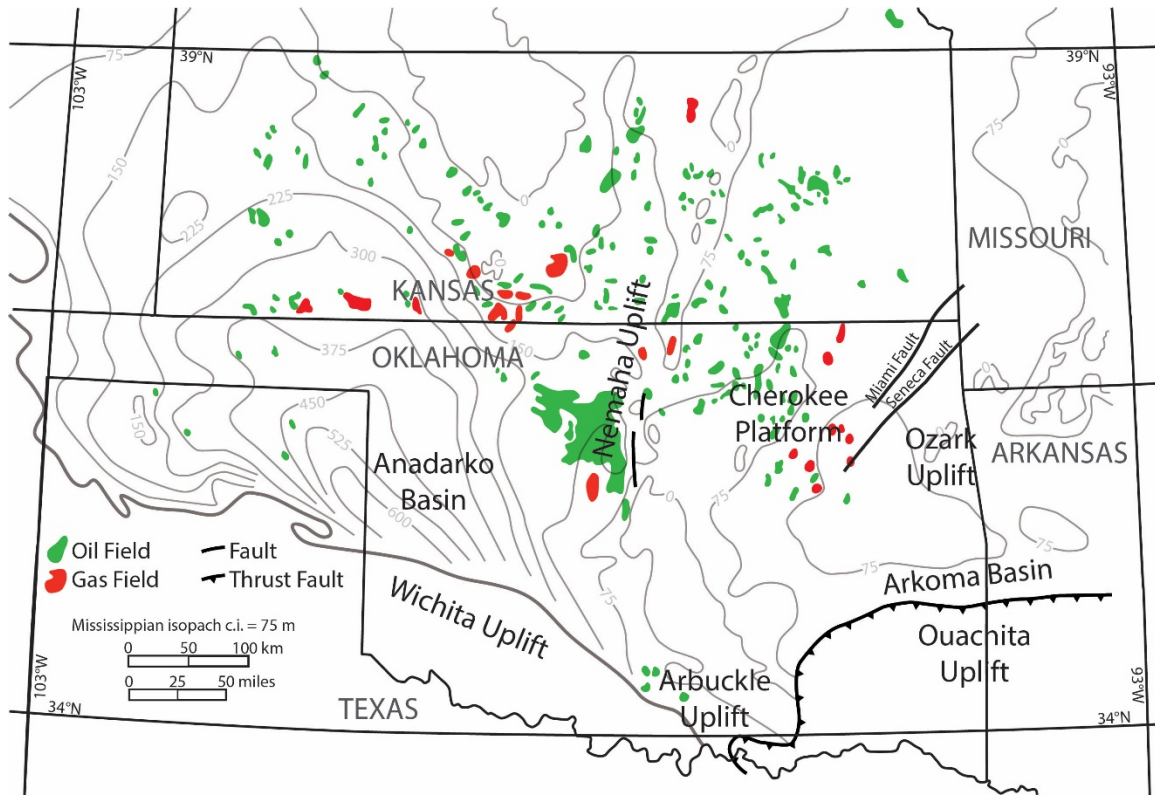 75
39°N
39°N
103°W
93°W
75
0
150
0
225
225
0
75
MISSOURI
300
0
KANSAS
Nemaha Uplift
375
OKLAHOMA
150
0
Miami Fault
Seneca Fault
Cherokee
Platform
450
150
525
Anadarko
Basin
Ozark
Uplift
ARKANSAS
75
0
600
Oil Field
Fault
Gas Field
Thrust Fault
75
75
75
Arkoma Basin
Wichita Uplift
Mississippian isopach c.i. = 75 m
0 50 100 km
0 25 50 miles
Ouachita
Uplift
Arbuckle
Uplift
103°W
93°W
34°N
TEXAS
34°N